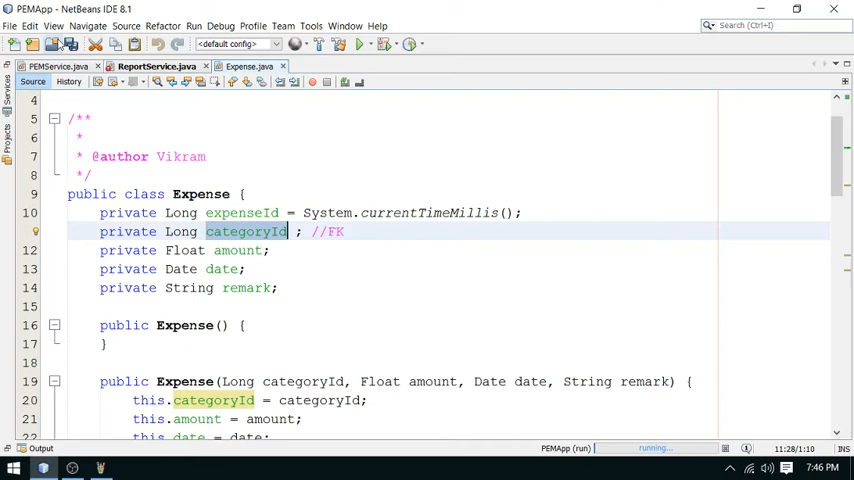 PEMApp - NetBeans IDE 8.1
File Edit View Navigate Source Refactor Run Debug Profile Team Tools Window Help
Search (Ctrl+I)
<default config>
PEMService.java ReportService.java Expense.java
Source History
Services
Projects
4
5 /**
6 *
7 * @author Vikram
8 */
9 public class Expense {
10 private Long expenseId = System.currentTimeMillis();
private Long categoryId ; //FK
12 private Float amount;
13 private Date date;
14 private String remark;
15
16 public Expense() {
17 }
18
19 public Expense(Long categoryId, Float amount, Date date, String remark) {
20 this.categoryId = categoryId;
21 this.amount = amount;
22 this.date = date;
Output PEMApp (run) running... 11:28/1:10 INS
7:46 PM